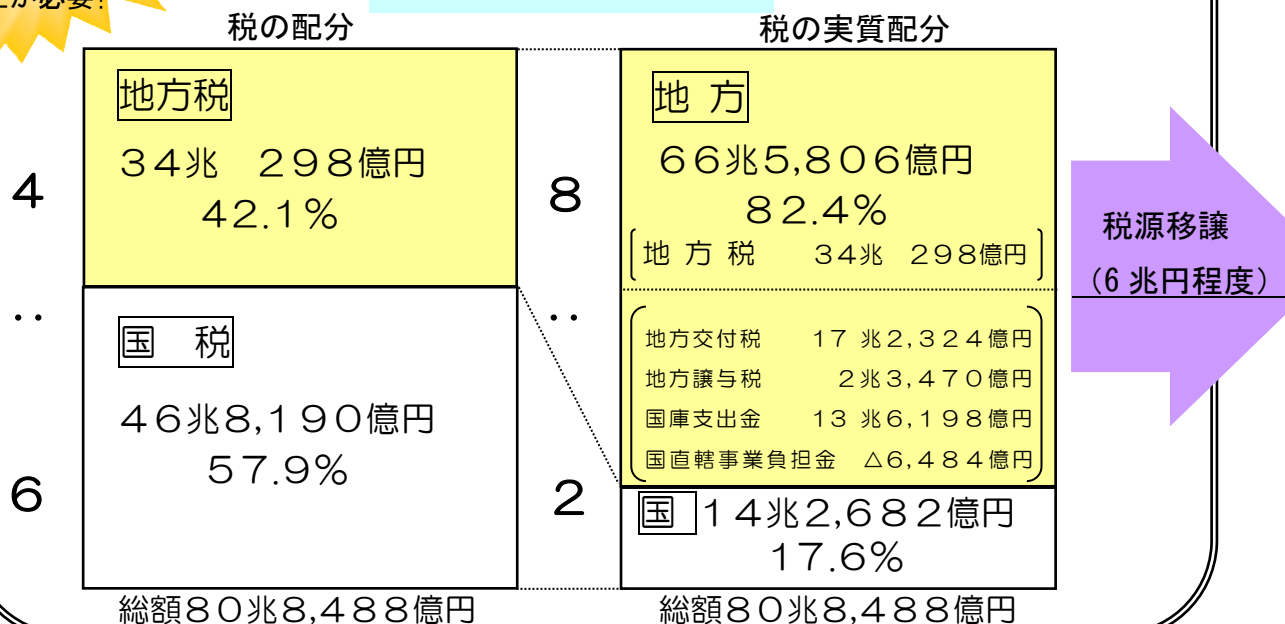 が必要!
税の配分
地方税
34兆 298億円
42.1%
4
:
6
国 税
46兆8,190億円
57.9%
総額80兆8,488億円
税の実質配分
8
:
2
地 方
66兆5,806億円
82.4%
地 方 税 34兆 298億円
地方交付税 17 兆2,324億円
地方譲与税 2兆3,470億円
国庫支出金 13 兆6,198億円
国直轄事業負担金 △6,484億円
国 14兆2,682億円
17.6%
総額80兆8,488億円
税源移譲
(6 兆円程度)